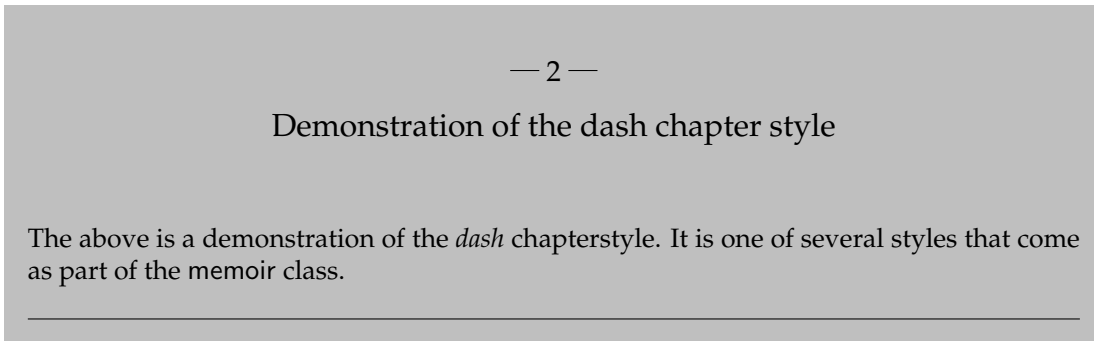 — 2 —
Demonstration of the dash chapter style
The above is a demonstration of the dash chapterstyle. It is one of several styles that come
as part of the memoir class.